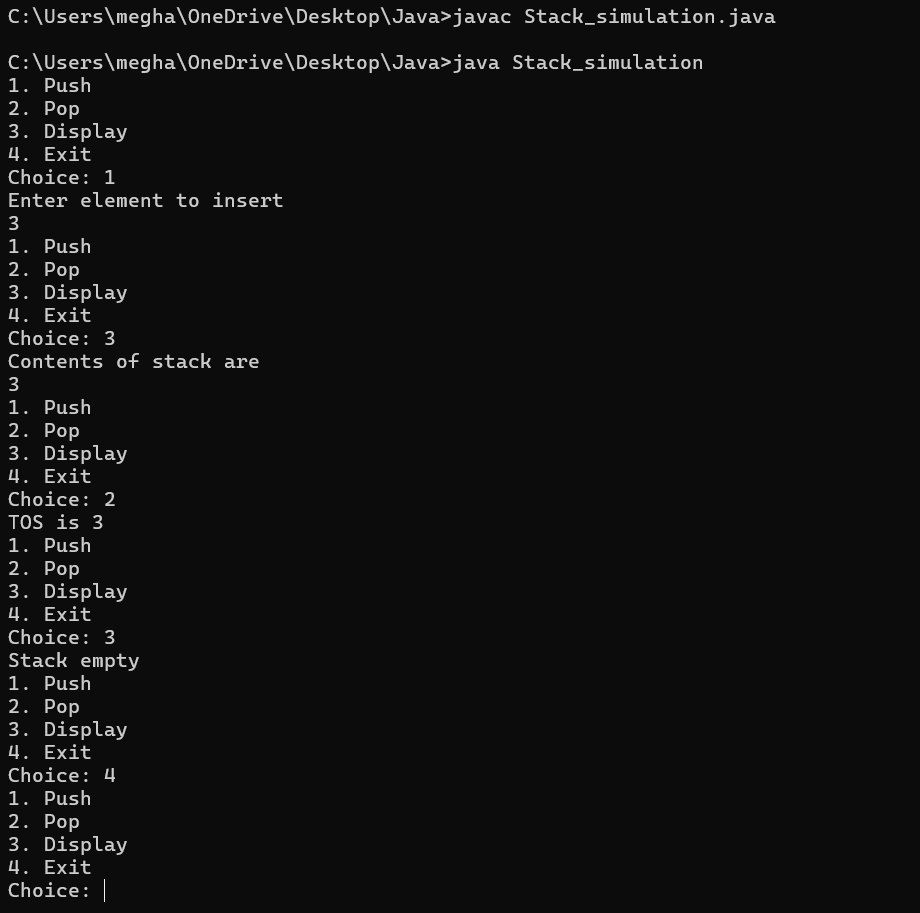 C:\Users\megha\OneDrive\Desktop\Java>javac Stack_simulation.java
C:\Users\megha\OneDrive\Desktop\Java>java Stack_simulation
1. Push
2. Pop
3. Display
4. Exit
Choice: 1
Enter element to insert
3
1. Push
2. Pop
3. Display
4. Exit
Choice: 3
Contents of stack are
3
1. Push
2. Pop
3. Display
4. Exit
Choice: 2
TOS is 3
1. Push
2. Pop
3. Display
4. Exit
Choice: 3
Stack empty
1. Push
2. Pop
3. Display
4. Exit
Choice: 4
1. Push
2. Pop
3. Display
4. Exit
Choice: